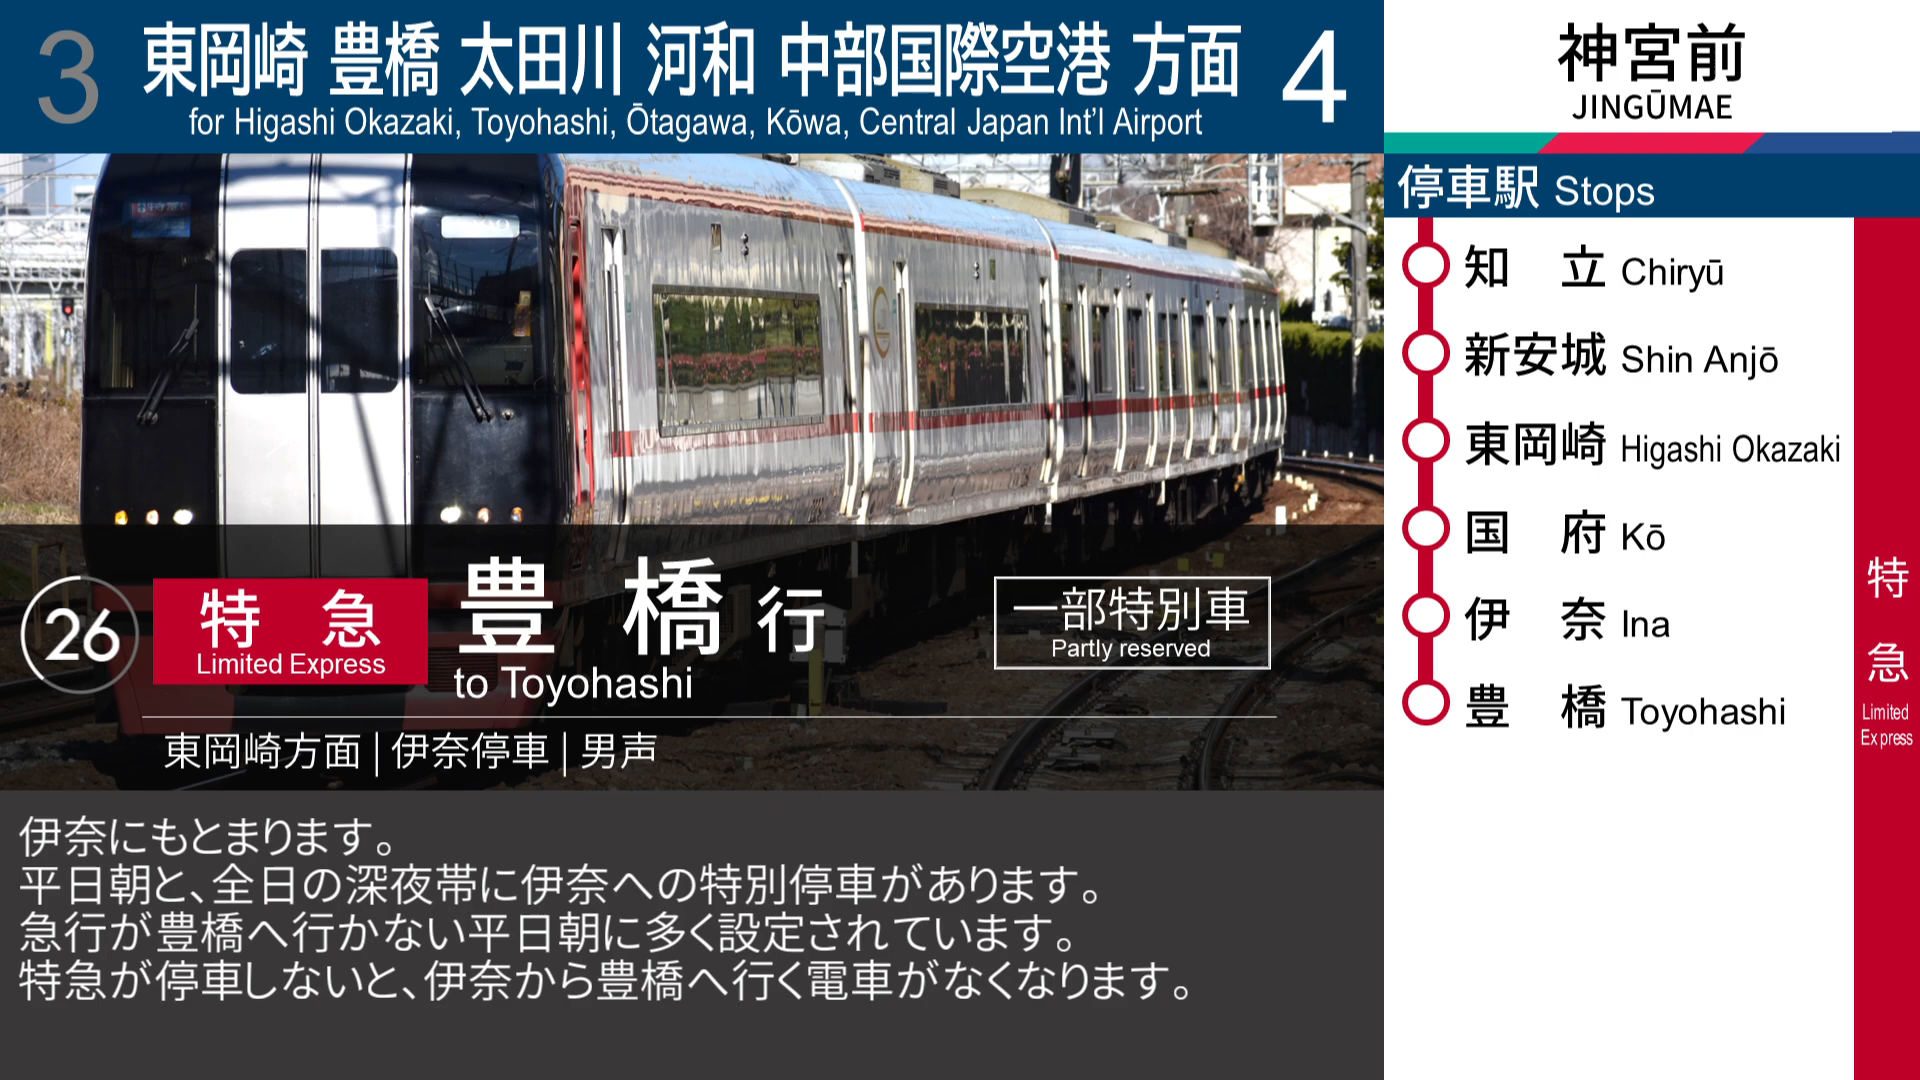 3 東岡崎 豊橋 太田川 河和 中部国際空港 方面 4
for Higashi Okazaki, Toyohashi, Ōtagawa, Kōwa, Central Japan Int'l Airport
神宮前
JINGŪMAE
停車駅 Stops
知 立 Chiryū
新安城 Shin Anjō
東岡崎 Higashi Okazaki
国 府 Kō
伊 奈 Ina
豊 橋 Toyohashi
特急
Limited
Express
26
特 急
Limited Express
豊 橋 行
to Toyohashi
一部特別車
Partly reserved
東岡崎方面 | 伊奈停車 | 男声
伊奈にもとまります。
平日朝と、全日の深夜帯に伊奈への特別停車があります。
急行が豊橋へ行かない平日朝に多く設定されています。
特急が停車しないと、伊奈から豊橋へ行く電車がなくなります。